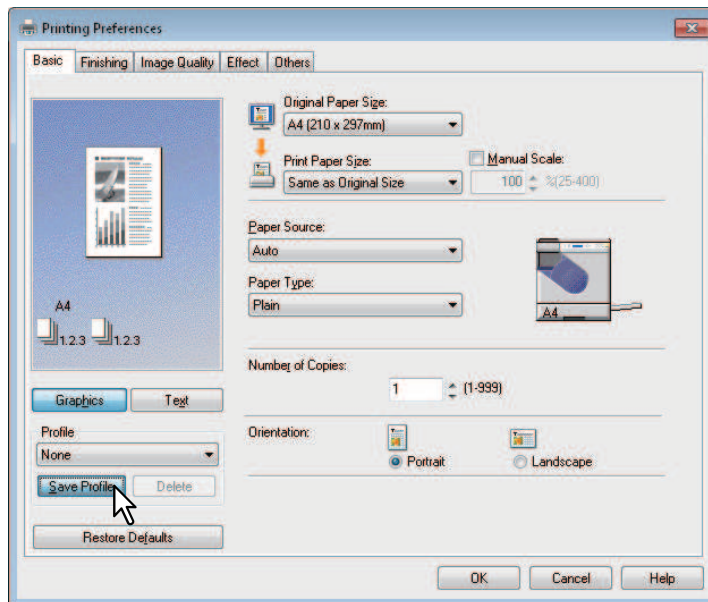 Printing Preferences
Basic
Finishing
Image Quality
Effect
Others
A4
1.2.3
1.2.3
Graphics
Text
Profile
None
Save Profile
Delete
Restore Defaults
Original Paper Size:
A4 (210 x 297mm)
Print Paper Size:
Same as Original Size
Manual Scale:
100
%(25-400)
Paper Source:
Auto
Paper Type:
Plain
A4
Number of Copies:
1
(1-999)
Orientation:
Portrait
Landscape
OK
Cancel
Help